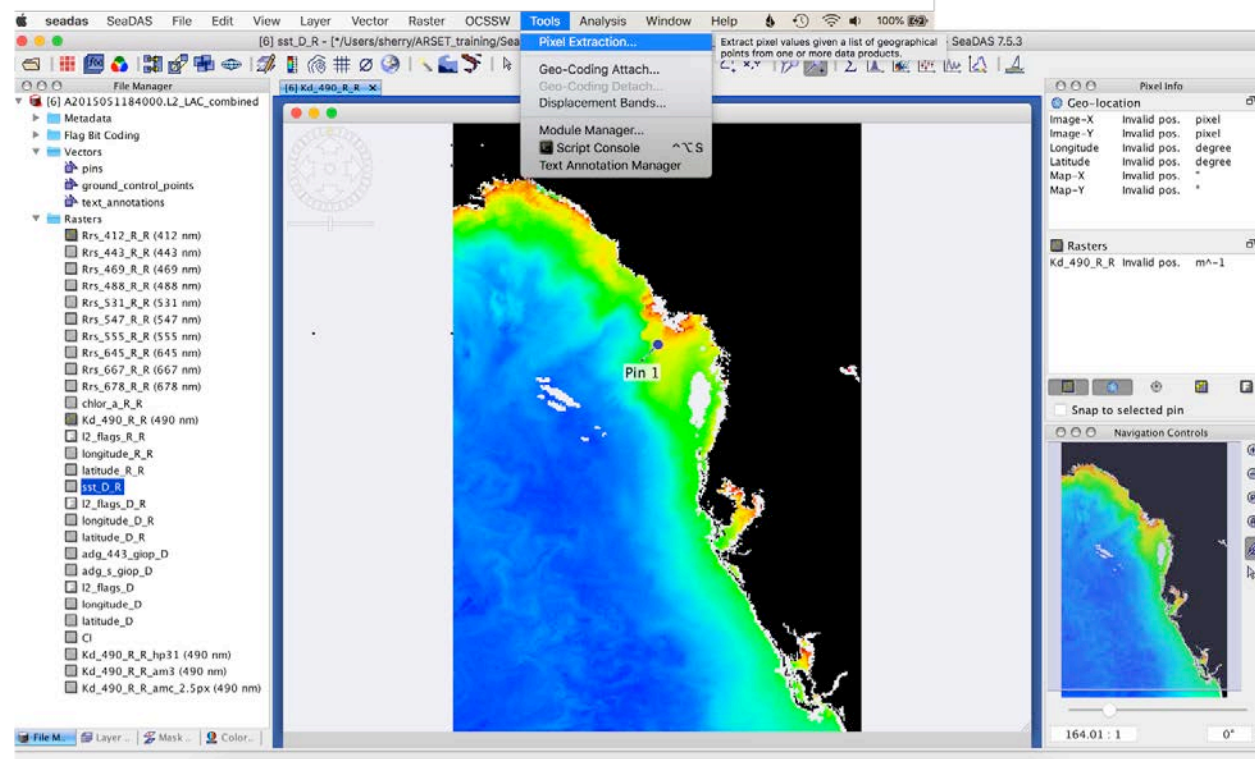 seadas SeaDAS File Edit View Layer Vector Raster OCSSW Tools Analysis Window Help 100%
[6] sst_D_R - [*/Users/sherry/ARSET_training/Sea
- SeaDAS 7.5.3
Pixel Extraction...
Extract pixel values given a list of geographical
points from one or more data products.
Geo-Coding Attach...
Geo-Coding Detach...
Displacement Bands...
Module Manager...
Script Console ^⌥S
Text Annotation Manager
File Manager
[6] A2015051184000.L2_LAC_combined
Metadata
Flag Bit Coding
Vectors
pins
ground_control_points
text_annotations
Rasters
Rrs_412_R_R (412 nm)
Rrs_443_R_R (443 nm)
Rrs_469_R_R (469 nm)
Rrs_488_R_R (488 nm)
Rrs_531_R_R (531 nm)
Rrs_547_R_R (547 nm)
Rrs_555_R_R (555 nm)
Rrs_645_R_R (645 nm)
Rrs_667_R_R (667 nm)
Rrs_678_R_R (678 nm)
chlor_a_R_R
Kd_490_R_R (490 nm)
l2_flags_R_R
longitude_R_R
latitude_R_R
sst_D_R
l2_flags_D_R
longitude_D_R
latitude_D_R
adg_443_giop_D
adg_s_giop_D
l2_flags_D
longitude_D
latitude_D
CI
Kd_490_R_R_hp31 (490 nm)
Kd_490_R_R_am3 (490 nm)
Kd_490_R_R_amc_2.5px (490 nm)
File M... Layer ... Mask ... Color...
[6] Kd_490_R_R X
Pin 1
Pixel Info
Geo-location
Image-X Invalid pos. pixel
Image-Y Invalid pos. pixel
Longitude Invalid pos. degree
Latitude Invalid pos. degree
Map-X Invalid pos. °
Map-Y Invalid pos. °
Rasters
Kd_490_R_R Invalid pos. m^-1
Snap to selected pin
Navigation Controls
164.01 : 1 0°